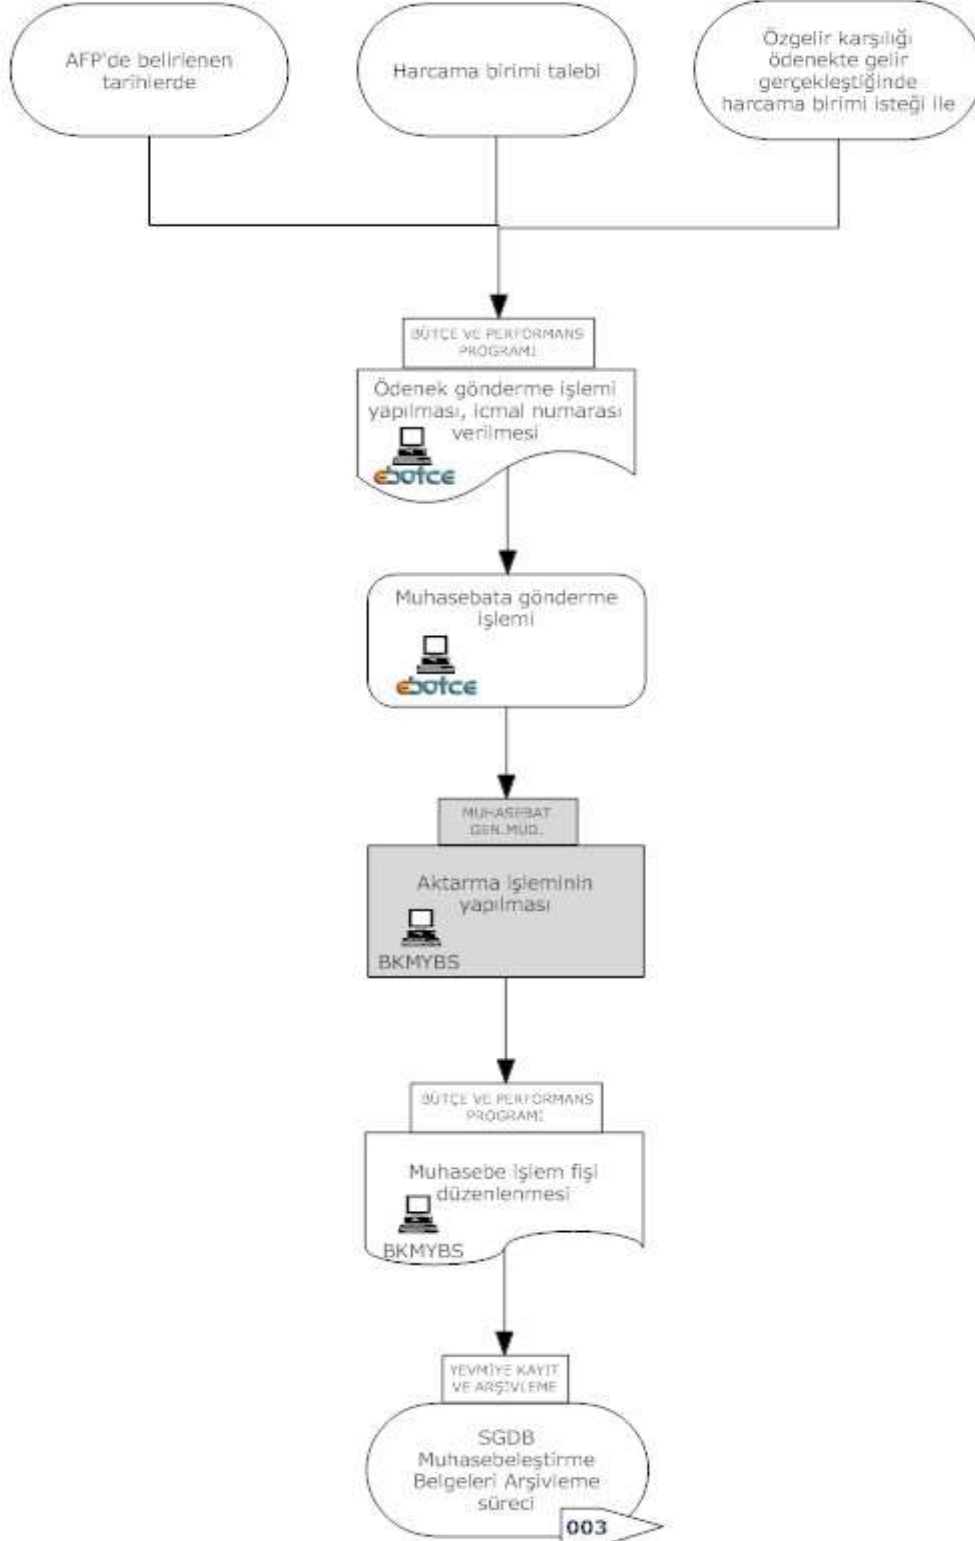 AFP'de belirlenen
tarihlerde
Harcama birimi talebi
Özgelir karşılığı
ödenekte gelir
gerçekleştiğinde
harcama birimi isteği ile
BÜTÇE VE PERFORMANS
PROGRAMI
Ödenek gönderme işlemi
yapılması, icmal numarası
verilmesi
ebütçe
Muhasebata gönderme
işlemi
ebütçe
MUHASEBAT
GEN.MÜD.
Aktarma işleminin
yapılması
BKMYBS
BÜTÇE VE PERFORMANS
PROGRAMI
Muhasebe işlem fişi
düzenlenmesi
BKMYBS
YEVMİYE KAYIT
VE ARŞİVLEME
SGDB
Muhasebeleştirme
Belgeleri Arşivleme
süreci
003